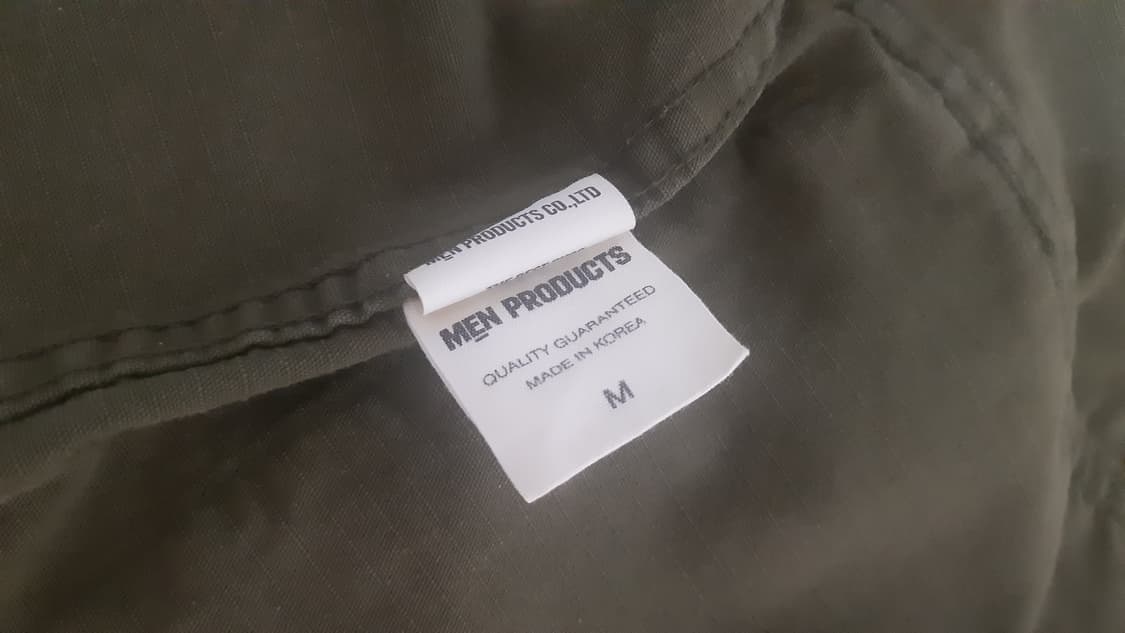 MEN PRODUCTS CO.,LTD
MEN PRODUCTS
QUALITY GUARANTEED
MADE IN KOREA
M